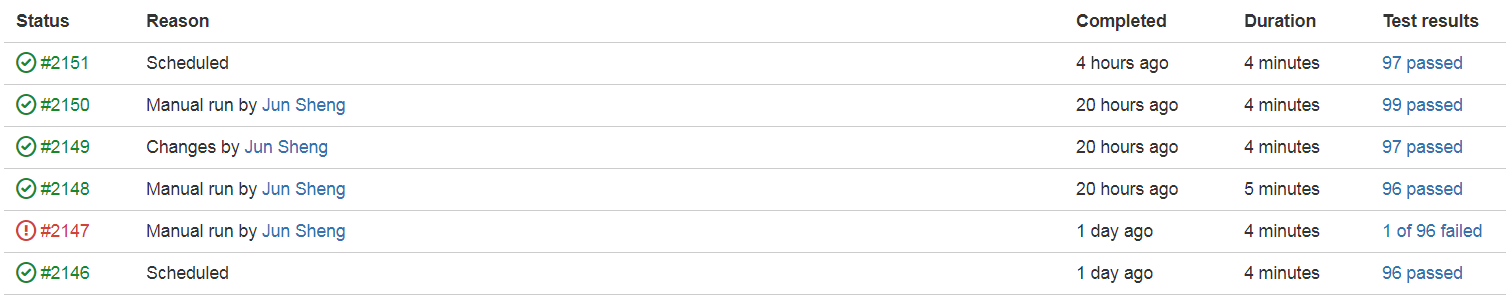 Status Reason Completed Duration Test results
#2151 Scheduled 4 hours ago 4 minutes 97 passed
#2150 Manual run by Jun Sheng 20 hours ago 4 minutes 99 passed
#2149 Changes by Jun Sheng 20 hours ago 4 minutes 97 passed
#2148 Manual run by Jun Sheng 20 hours ago 5 minutes 96 passed
#2147 Manual run by Jun Sheng 1 day ago 4 minutes 1 of 96 failed
#2146 Scheduled 1 day ago 4 minutes 96 passed